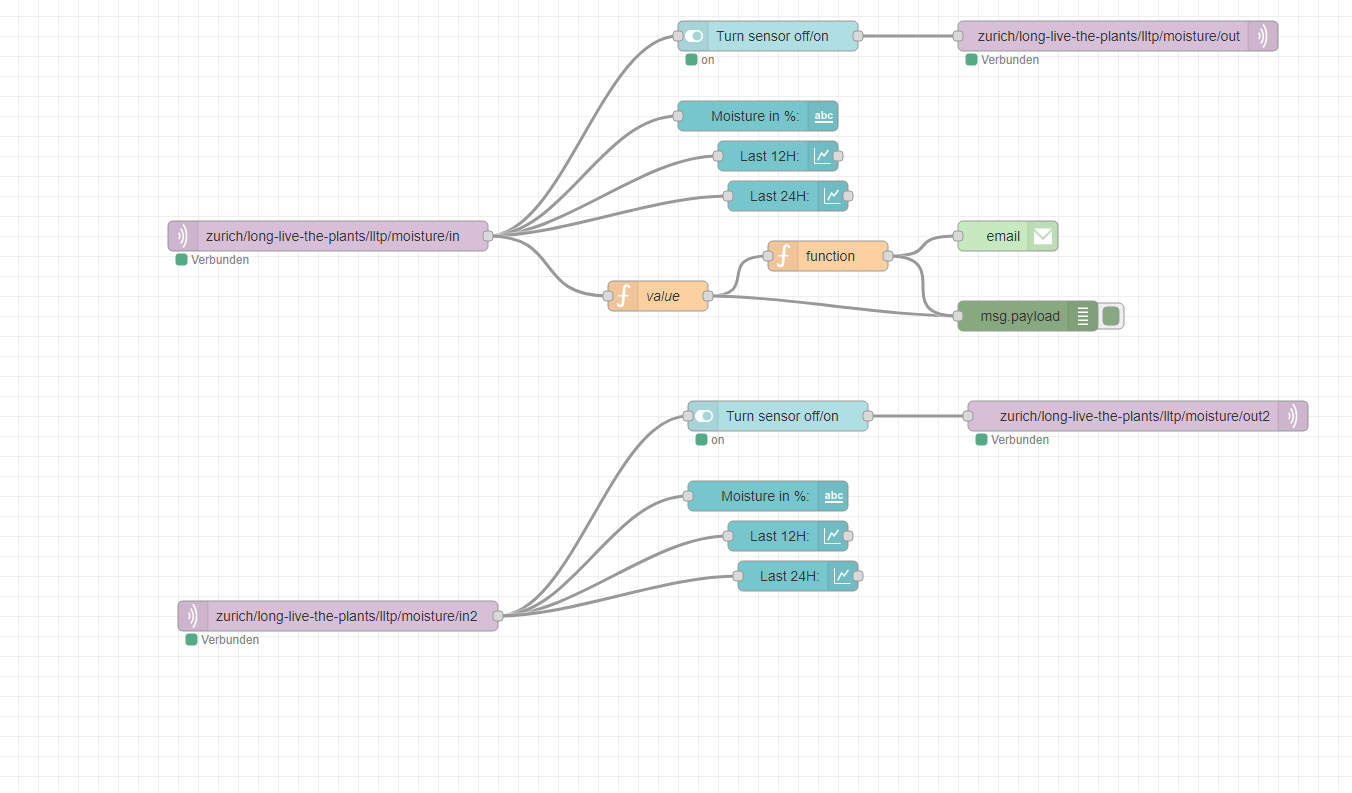 Turn sensor off/on
zurich/long-live-the-plants/lltp/moisture/out
on
Verbunden
Moisture in %:
abc
Last 12H:
Last 24H:
zurich/long-live-the-plants/lltp/moisture/in
Verbunden
email
function
value
msg.payload
Turn sensor off/on
zurich/long-live-the-plants/lltp/moisture/out2
on
Verbunden
Moisture in %:
abc
Last 12H:
Last 24H:
zurich/long-live-the-plants/lltp/moisture/in2
Verbunden